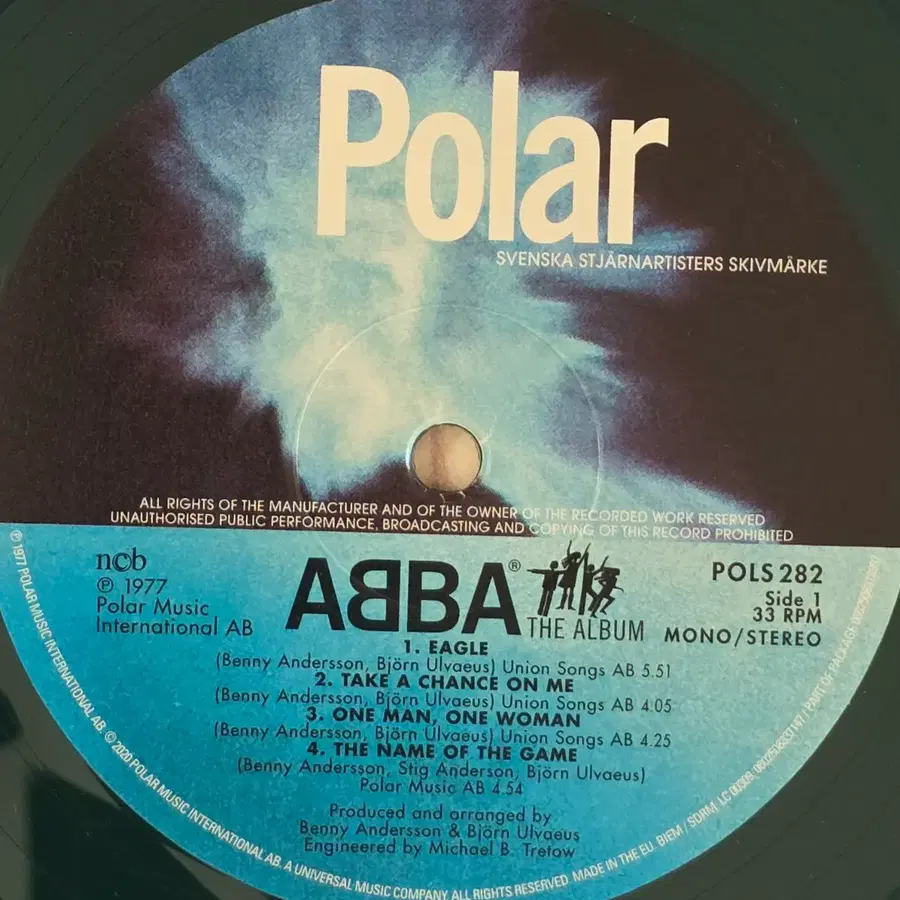 Polar
SVENSKA STJÄRNARTISTERS SKIVMÄRKE
ALL RIGHTS OF THE MANUFACTURER AND OF THE OWNER OF THE RECORDED WORK RESERVED
UNAUTHORISED PUBLIC PERFORMANCE, BROADCASTING AND COPYING OF THIS RECORD PROHIBITED
ncb
℗ 1977
Polar Music
International AB
ABBA®
THE ALBUM
POLS 282
Side 1
33 RPM
MONO/STEREO
1. EAGLE
(Benny Andersson, Björn Ulvaeus) Union Songs AB 5.51
2. TAKE A CHANCE ON ME
(Benny Andersson, Björn Ulvaeus) Union Songs AB 4.05
3. ONE MAN, ONE WOMAN
(Benny Andersson, Björn Ulvaeus) Union Songs AB 4.25
4. THE NAME OF THE GAME
(Benny Andersson, Stig Anderson, Björn Ulvaeus)
Polar Music AB 4.54
Produced and arranged by
Benny Andersson & Björn Ulvaeus
Engineered by Michael B. Tretow
℗ 1977 POLAR MUSIC INTERNATIONAL AB. © 2020 POLAR MUSIC INTERNATIONAL AB. A UNIVERSAL MUSIC COMPANY. ALL RIGHTS RESERVED. MADE IN THE EU. BIEM / SDRM LC 00309 PART OF PACKAGE